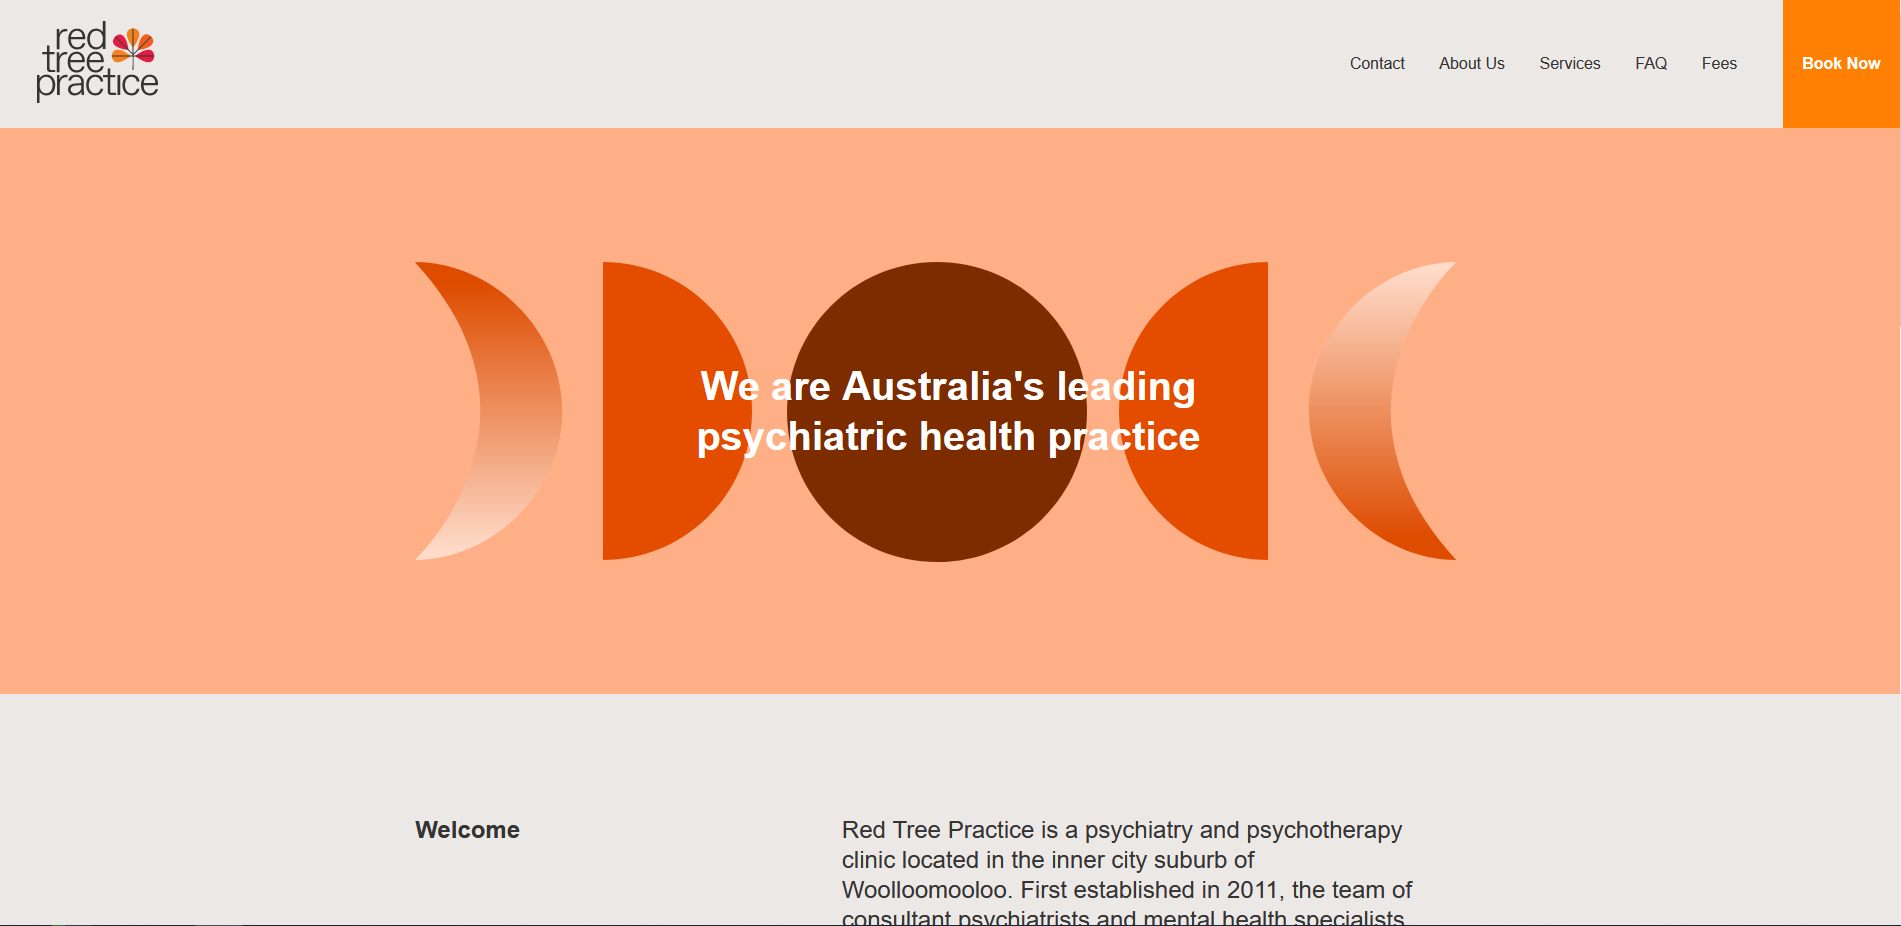 red
tree
practice
Contact
About Us
Services
FAQ
Fees
Book Now
We are Australia's leading
psychiatric health practice
Welcome
Red Tree Practice is a psychiatry and psychotherapy
clinic located in the inner city suburb of
Woolloomooloo. First established in 2011, the team of
consultant psychiatrists and mental health specialists